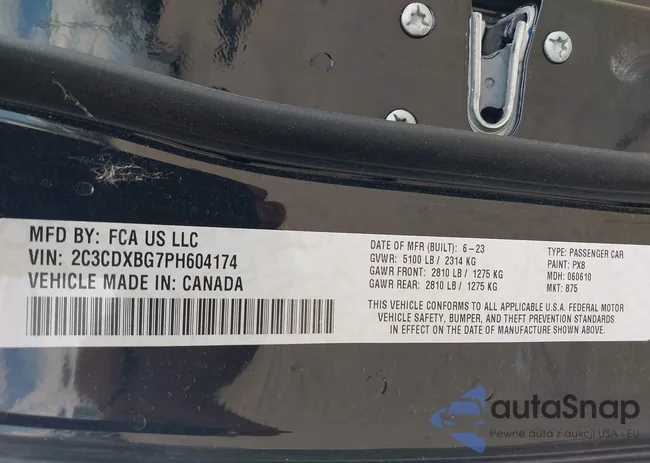 MFD BY: FCA US LLC
VIN: 2C3CDXBG7PH604174
VEHICLE MADE IN: CANADA
DATE OF MFR (BUILT): 6-23
GVWR: 5100 LB / 2314 KG
GAWR FRONT: 2810 LB / 1275 KG
GAWR REAR: 2810 LB / 1275 KG
TYPE: PASSENGER CAR
PAINT: PX8
MDH: 060610
MKT: 875
THIS VEHICLE CONFORMS TO ALL APPLICABLE U.S.A. FEDERAL MOTOR
VEHICLE SAFETY, BUMPER, AND THEFT PREVENTION STANDARDS
IN EFFECT ON THE DATE OF MANUFACTURE SHOWN ABOVE.
autaSnap
Pewne auta z aukcji USA i EU